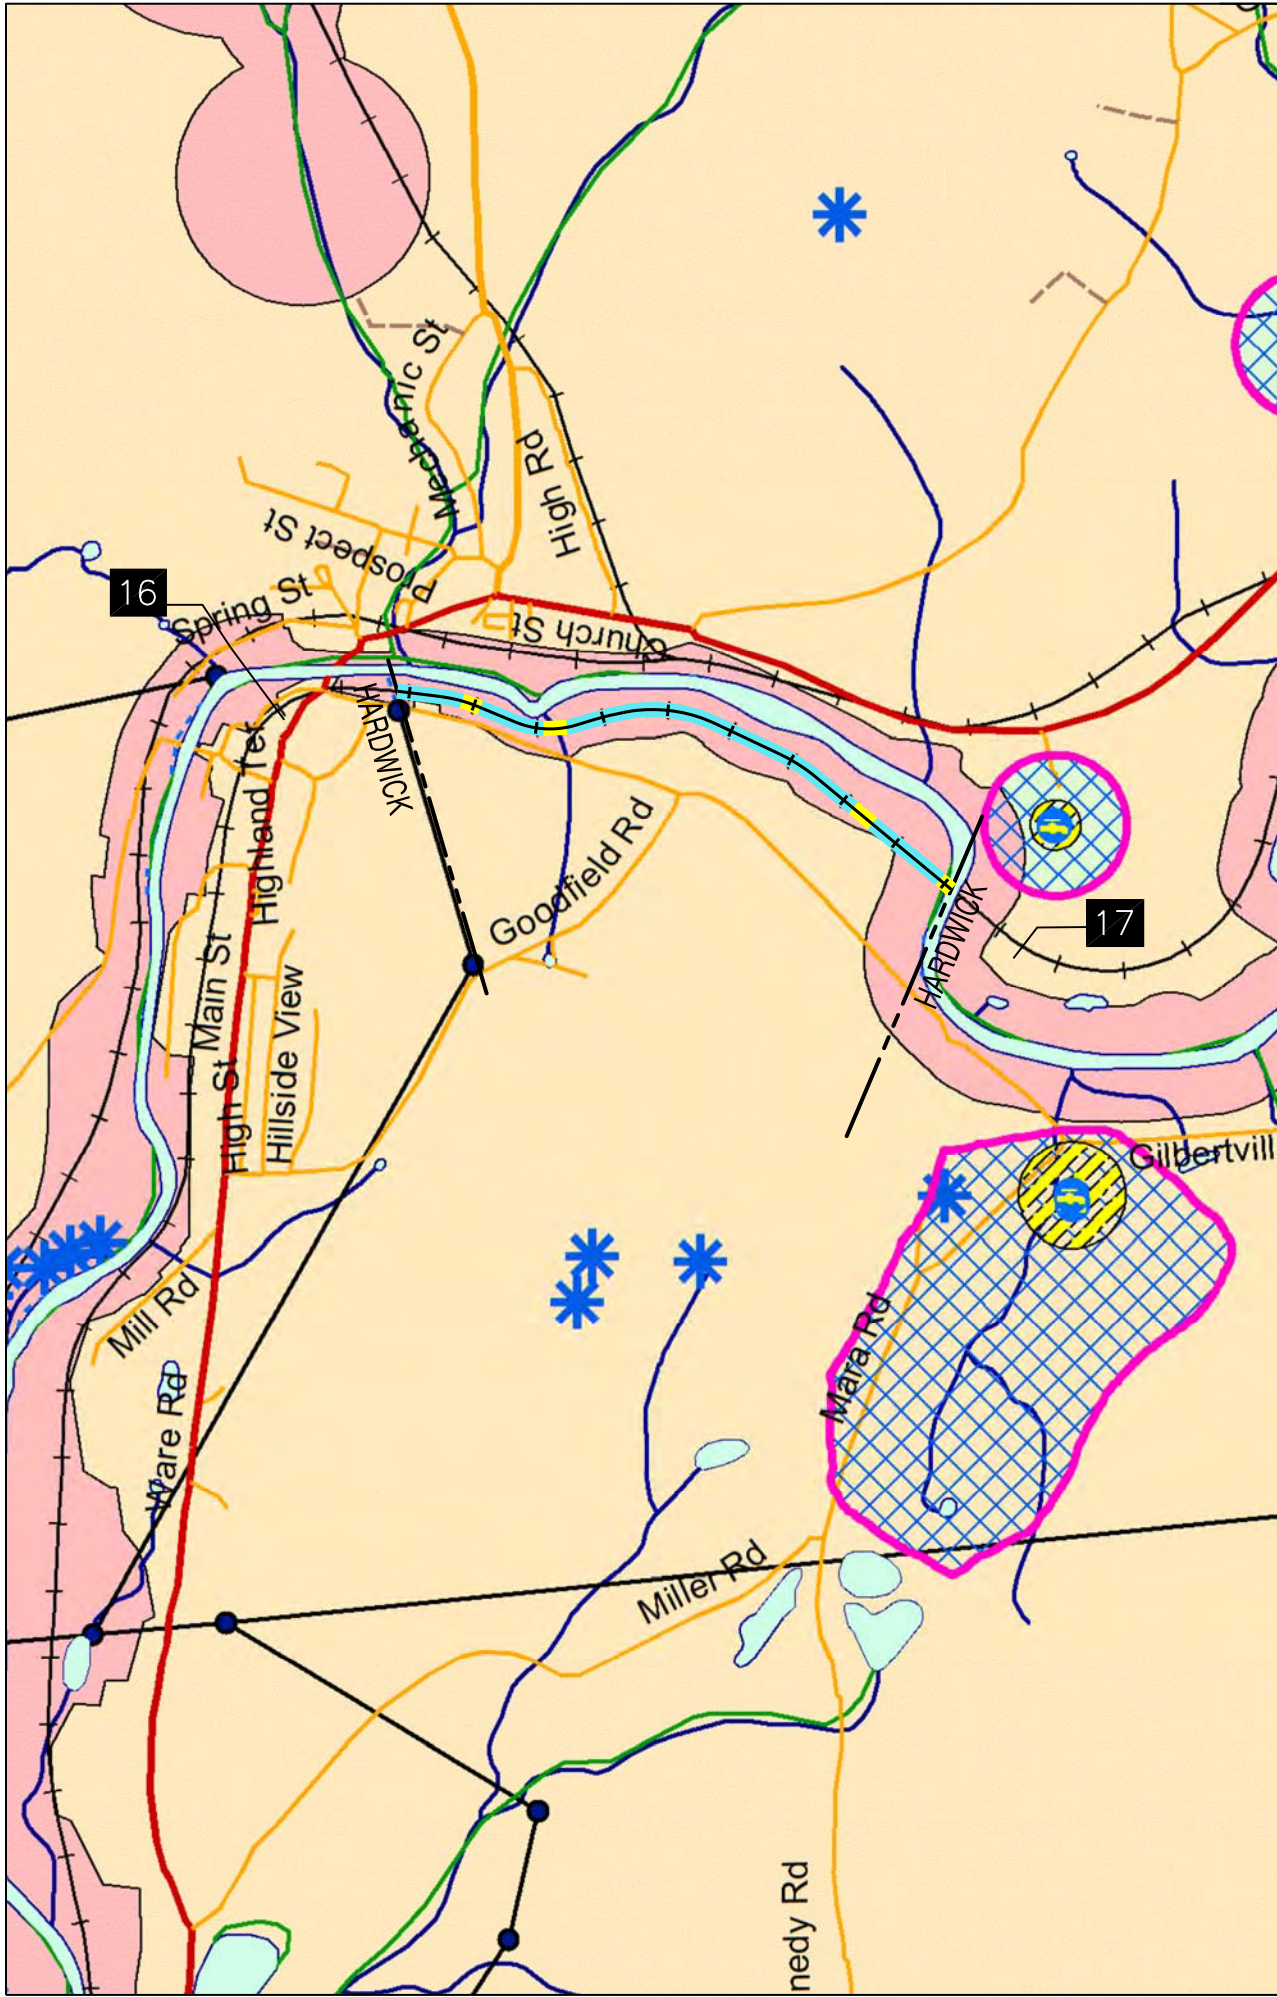 Mechanic St
High Rd
Prospect St
16
Spring St
Church St
HARDWICK
Highland Ter
Goodfield Rd
HARDWICK
17
Main St
High St
Hillside View
Gilbertvill
Mill Rd
Mara Rd
Ware Rd
Miller Rd
nedy Rd